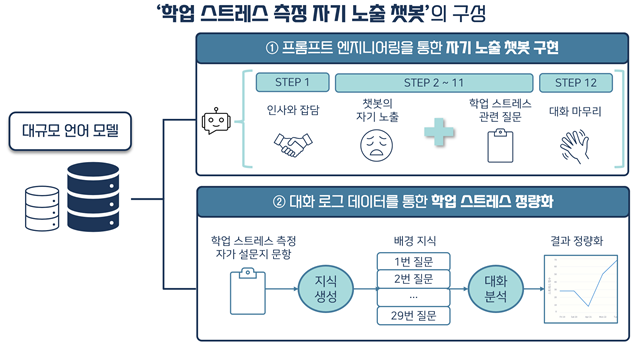 ‘학업 스트레스 측정 자기 노출 챗봇’의 구성
대규모 언어 모델
① 프롬프트 엔지니어링을 통한 자기 노출 챗봇 구현
STEP 1
STEP 2 ~ 11
STEP 12
인사와 잡담
챗봇의
자기 노출
학업 스트레스
관련 질문
대화 마무리
② 대화 로그 데이터를 통한 학업 스트레스 정량화
학업 스트레스 측정
자가 설문지 문항
지식
생성
배경 지식
1번 질문
2번 질문
...
29번 질문
대화
분석
결과 정량화